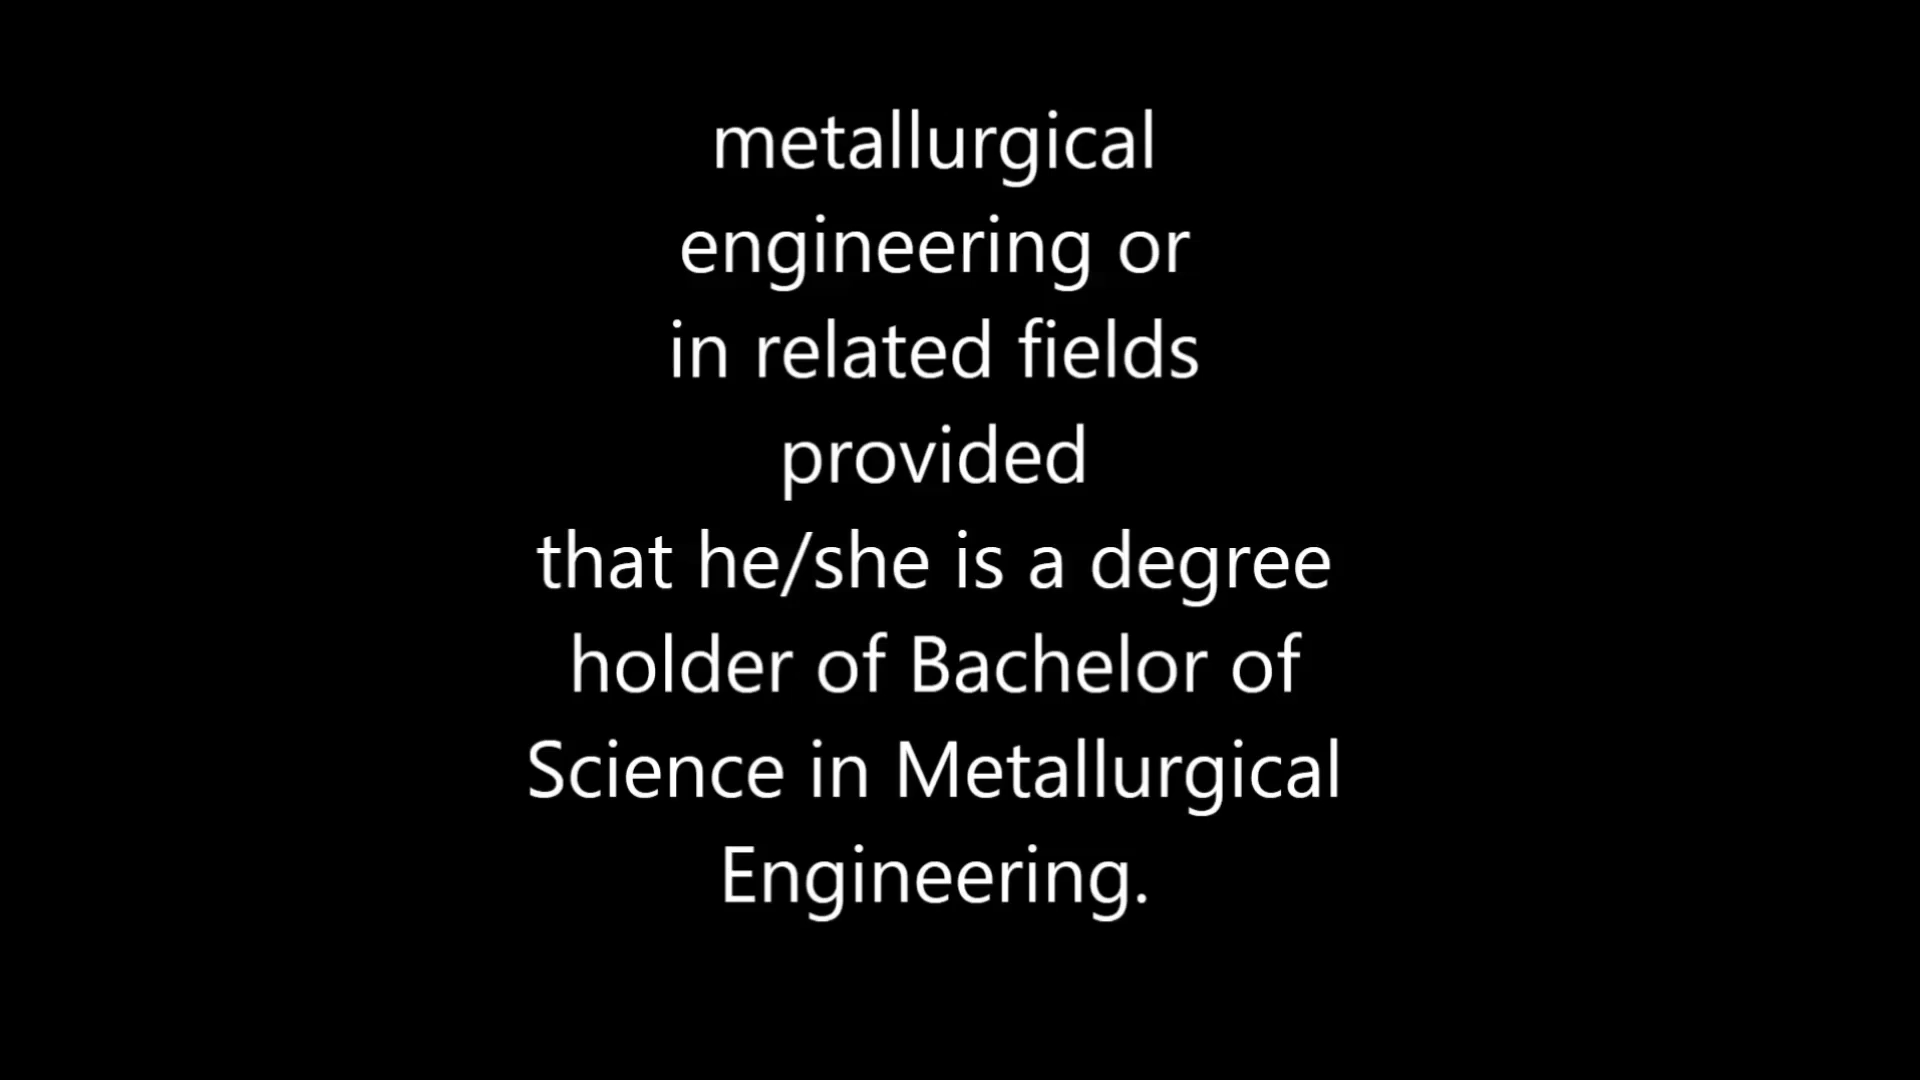 metallurgical
engineering or
in related fields
provided
that he/she is a degree
holder of Bachelor of
Science in Metallurgical
Engineering.